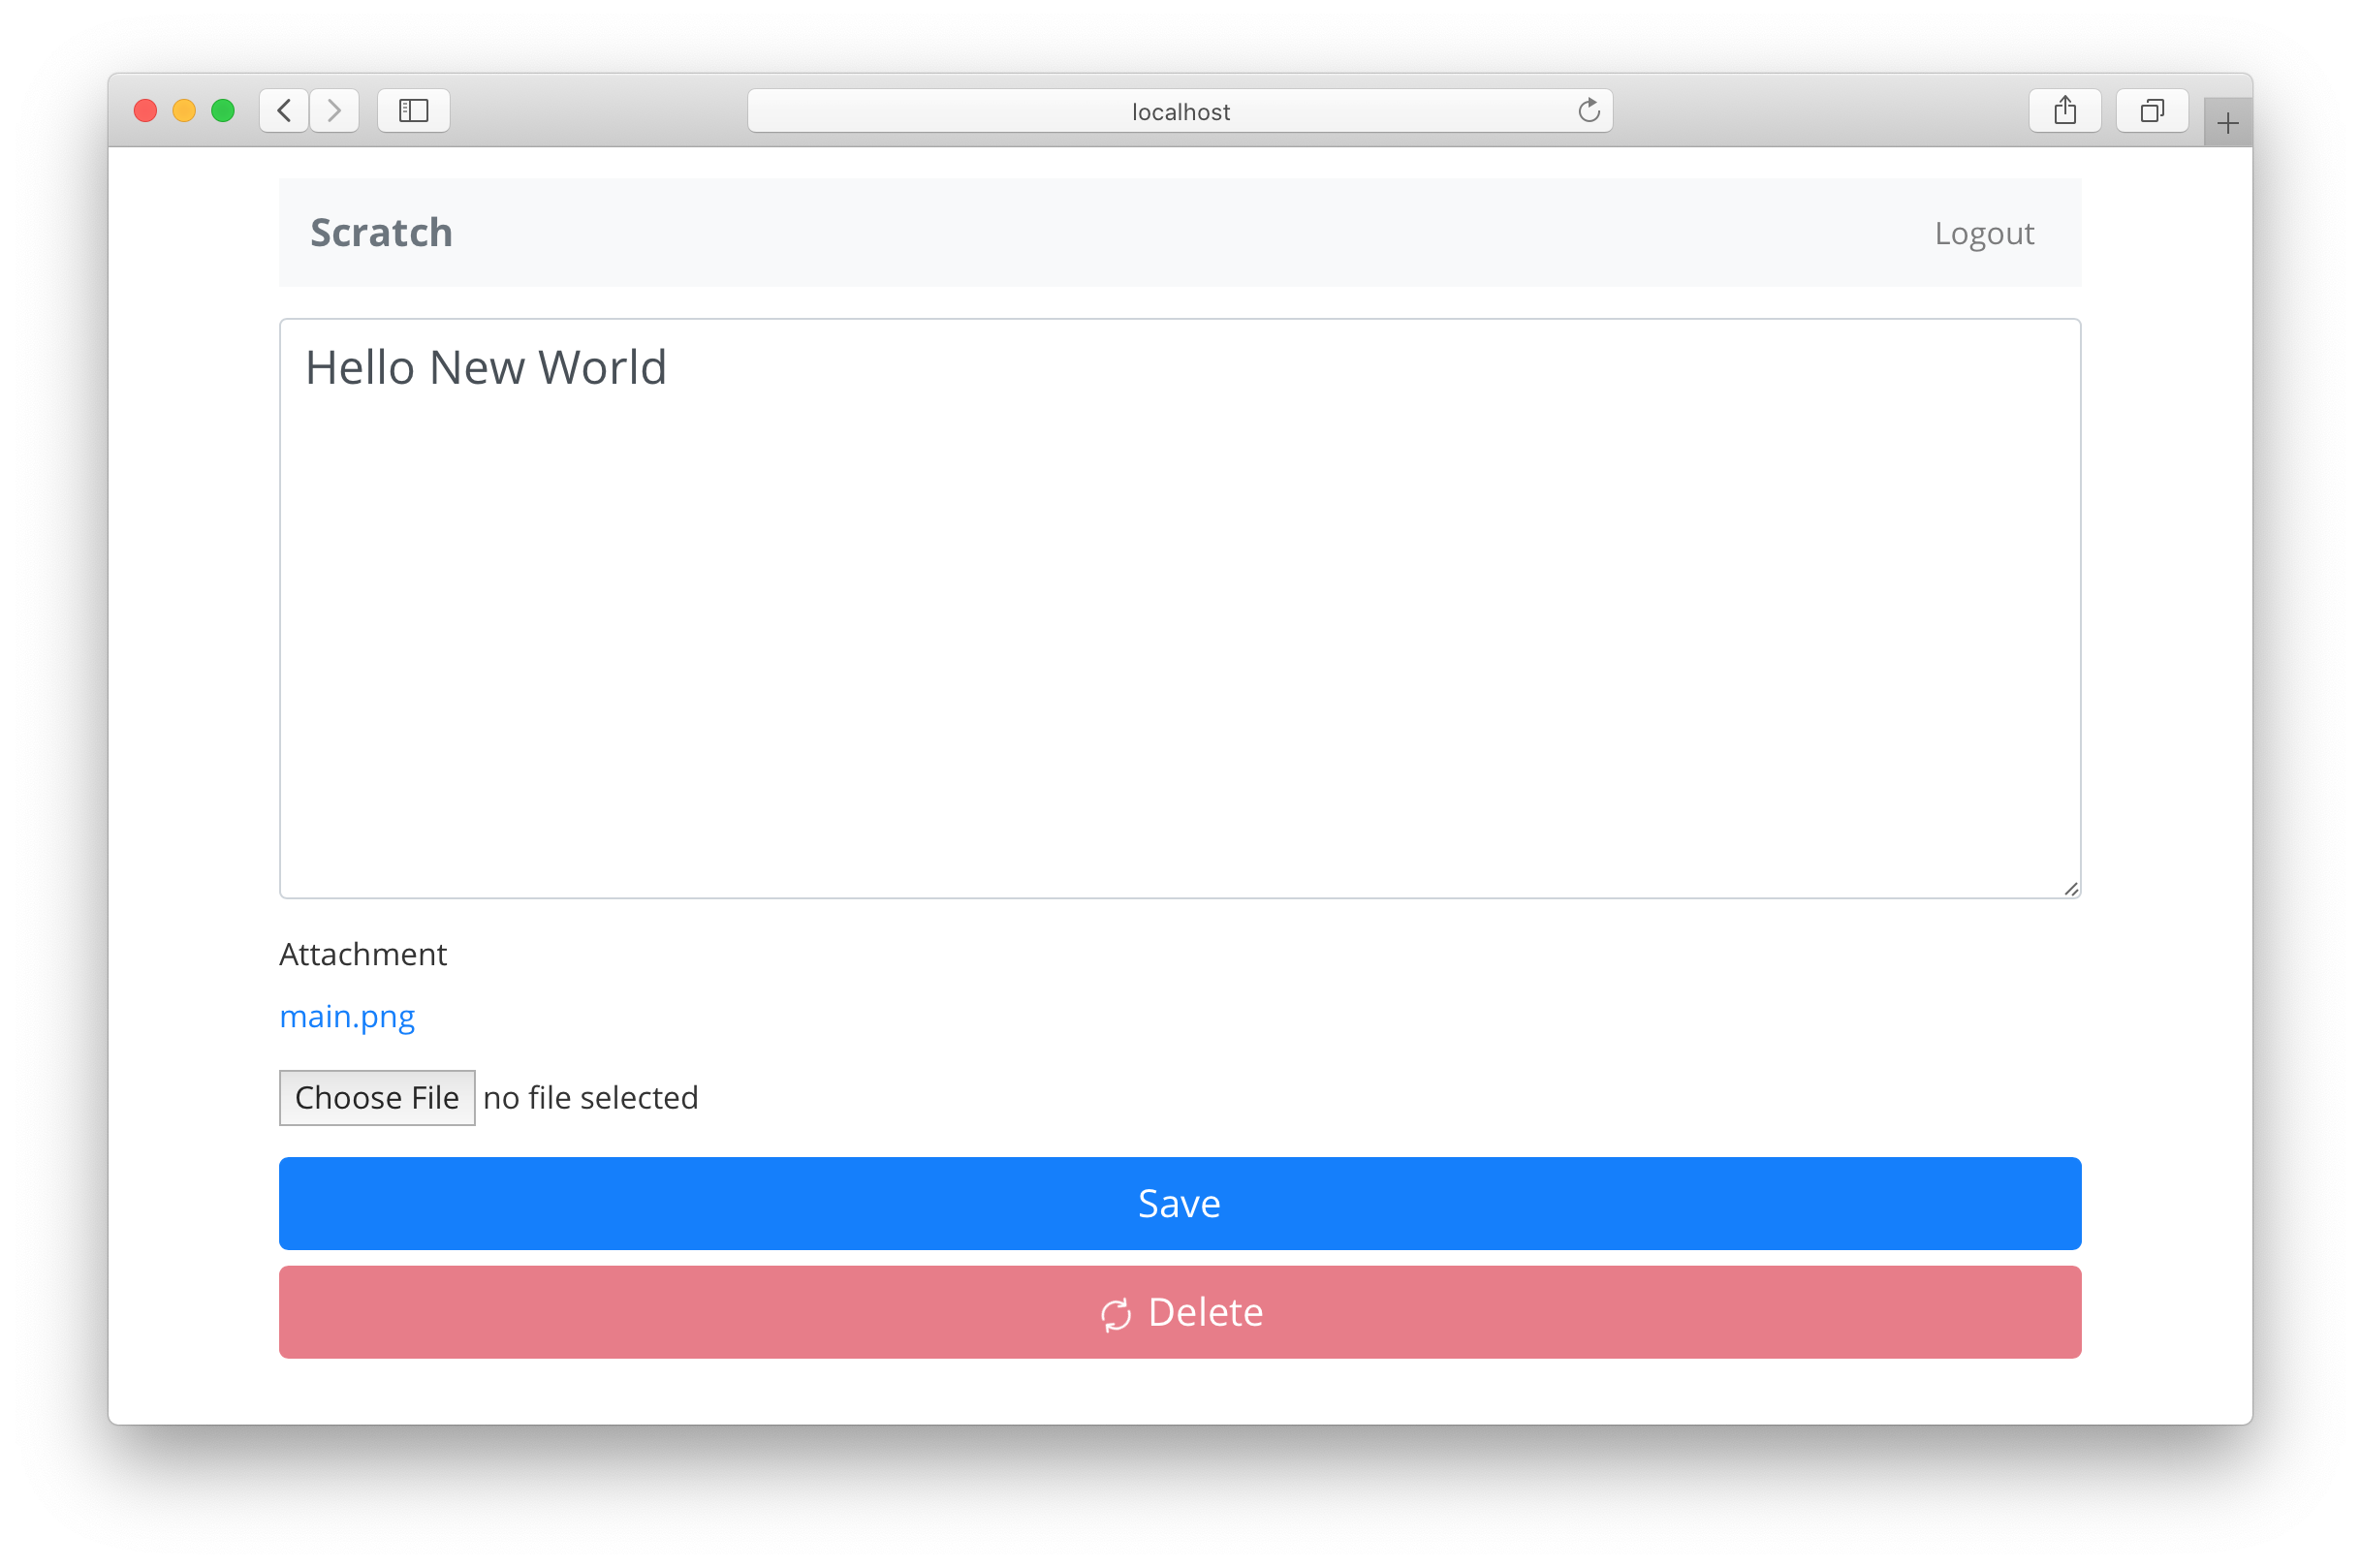 localhost
Scratch
Logout
Hello New World
Attachment
main.png
Choose File no file selected
Save
Delete